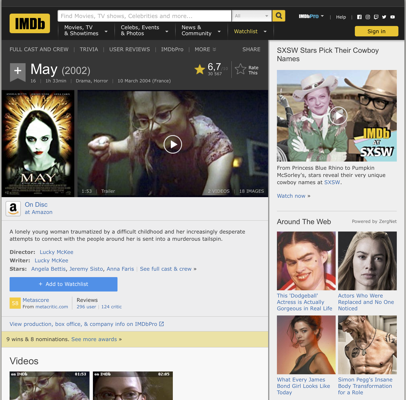 IMDb
Find Movies, TV shows, Celebrities and more...
All
IMDbPro
Help
Movies, TV
& Showtimes
Celebs, Events
& Photos
News &
Community
Watchlist
Sign in
FULL CAST AND CREW
TRIVIA
USER REVIEWS
IMDbPro
MORE
SHARE
May (2002)
16 | 1h 33min | Drama, Horror | 10 March 2004 (France)
6,7
Rate
This
MAY
1:53
Trailer
2 VIDEOS
18 IMAGES
On Disc
at Amazon
A lonely young woman traumatized by a difficult childhood and her increasingly desperate
attempts to connect with the people around her is sent into a murderous tailspin.
Director: Lucky McKee
Writer: Lucky McKee
Stars: Angela Bettis, Jeremy Sisto, Anna Faris | See full cast & crew »
+ Add to Watchlist
Metascore
From metacritic.com
Reviews
296 user | 124 critic
View production, box office, & company info on IMDbPro
9 wins & 8 nominations. See more awards »
Videos
01:53
02:05
SXSW Stars Pick Their Cowboy
Names
IMDb
AT
SXSW
From Princess Blue Rhino to Pumpkin
McSorley's, stars reveal their very unique
cowboy names at SXSW.
Watch now »
Around The Web
Powered by ZergNet
This 'Dodgeball'
Actress is Actually
Gorgeous in Real Life
Actors Who Were
Replaced and No One
Noticed
What Every James
Bond Girl Looks Like
Today
Simon Pegg's Insane
Body Transformation
for a Role